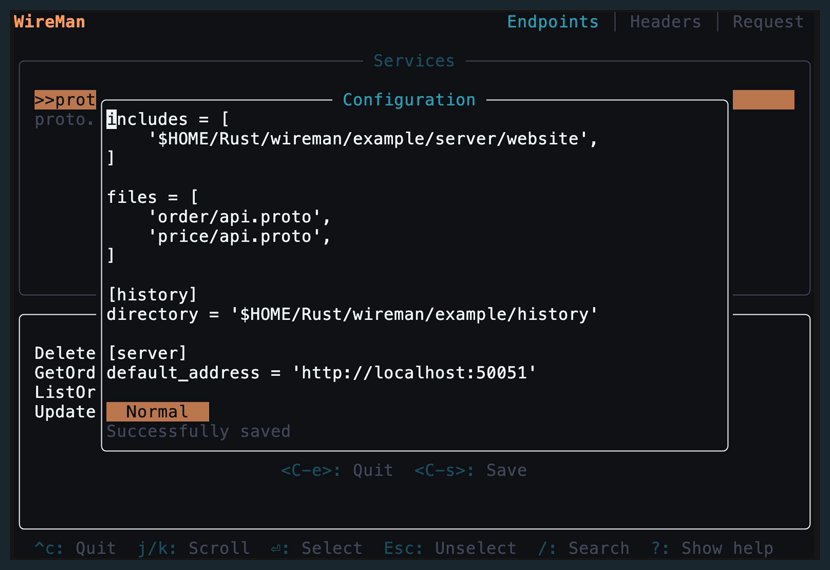 WireMan
Endpoints | Headers | Request
Services
>>prot
proto.
Configuration
includes = [
    '$HOME/Rust/wireman/example/server/website',
]
files = [
    'order/api.proto',
    'price/api.proto',
]
[history]
directory = '$HOME/Rust/wireman/example/history'
[server]
default_address = 'http://localhost:50051'
Delete
GetOrd
ListOr
Update
Normal
Successfully saved
<C-e>: Quit <C-s>: Save
^c: Quit j/k: Scroll ⏎: Select Esc: Unselect /: Search ?: Show help